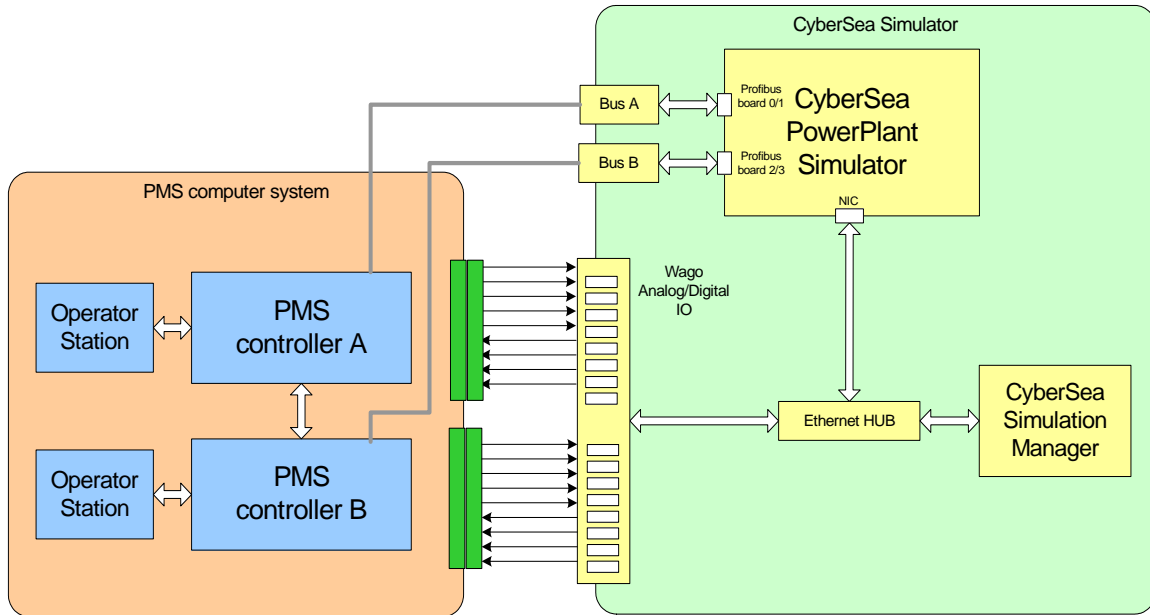 CyberSea Simulator
Bus A
Profibus
board 0/1
CyberSea
PowerPlant
Simulator
Bus B
Profibus
board 2/3
NIC
PMS computer system
Wago
Analog/Digital
IO
Operator
Station
PMS
controller A
Ethernet HUB
CyberSea
Simulation
Manager
Operator
Station
PMS
controller B